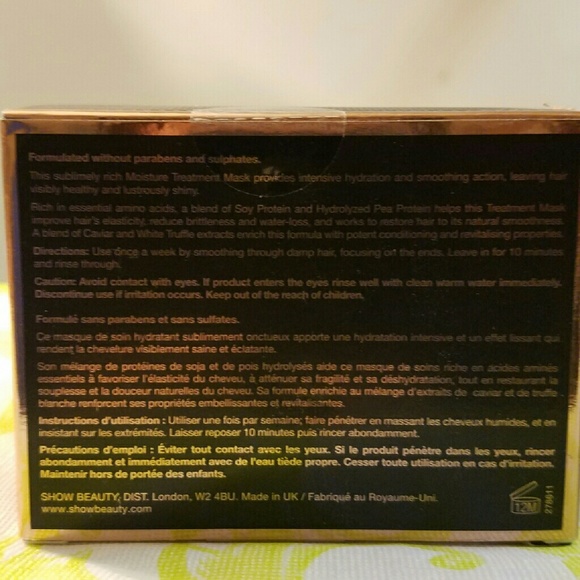 Formulated without parabens and sulphates.
This sublimely rich Moisture Treatment Mask provides intensive hydration and smoothing action, leaving hair
visibly healthy and lustrously shiny.
Rich in essential amino acids, a blend of Soy Protein and Hydrolyzed Pea Protein helps this Treatment Mask
improve hair's elasticity, reduce brittleness and water-loss, and works to restore hair to its natural smoothness.
A blend of Caviar and White Truffle extracts enrich this formula with potent conditioning and revitalising properties.
Directions: Use once a week by smoothing through damp hair, focusing on the ends. Leave in for 10 minutes
and rinse through.
Caution: Avoid contact with eyes. If product enters the eyes rinse well with clean warm water immediately.
Discontinue use if irritation occurs. Keep out of the reach of children.
Formulé sans parabens et sans sulfates.
Ce masque de soin hydratant sublimement onctueux apporte une hydratation intensive et un effet lissant qui
rendent la chevelure visiblement saine et éclatante.
Son mélange de protéines de soja et de pois hydrolysés aide ce masque de soins riche en acides aminés
essentiels à favoriser l'élasticité du cheveu, à atténuer sa fragilité et sa déshydratation, tout en restaurant la
souplesse et la douceur naturelles du cheveu. Sa formule enrichie au mélange d'extraits de caviar et de truffe
blanche renforcent ses propriétés embellissantes et revitalisantes.
Instructions d'utilisation : Utiliser une fois par semaine; faire pénétrer en massant les cheveux humides, et en
insistant sur les extrémités. Laisser reposer 10 minutes puis rincer abondamment.
Précautions d'emploi : Éviter tout contact avec les yeux. Si le produit pénètre dans les yeux, rincer
abondamment et immédiatement avec de l'eau tiède propre. Cesser toute utilisation en cas d'irritation.
Maintenir hors de portée des enfants.
SHOW BEAUTY, DIST. London, W2 4BU. Made in UK / Fabriqué au Royaume-Uni.
www.showbeauty.com
12M
278611